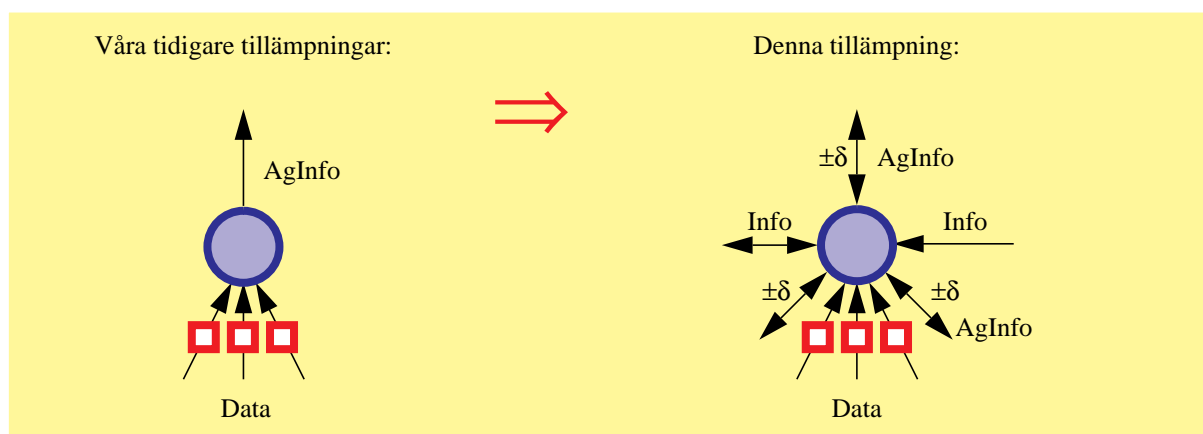 Våra tidigare tillämpningar:
AgInfo
Data
Denna tillämpning:
±δ AgInfo
Info
Info
±δ
±δ
AgInfo
Data